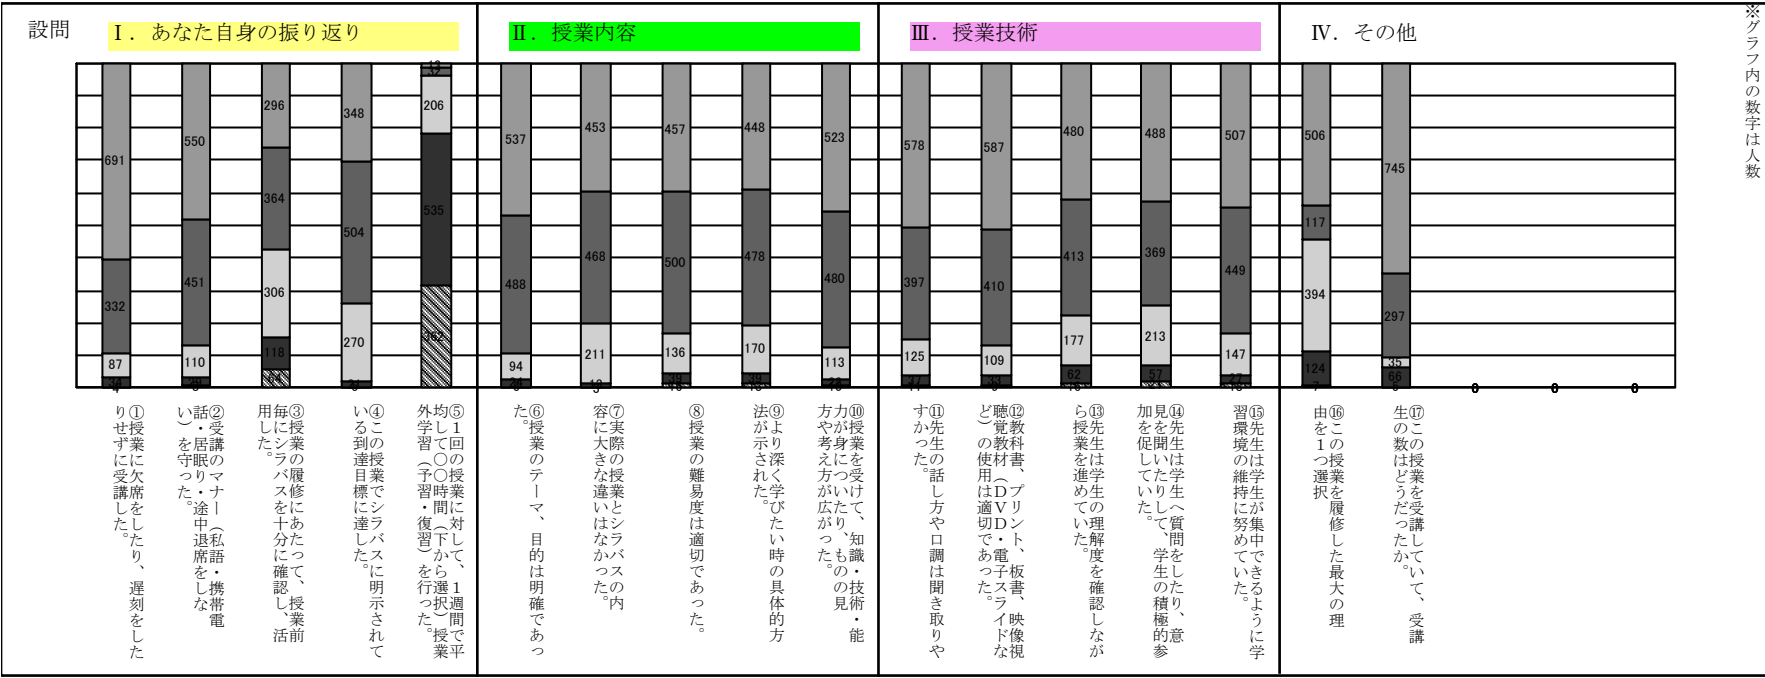 設問
Ⅰ．あなた自身の振り返り
Ⅱ．授業内容
Ⅲ．授業技術
Ⅳ．その他
※グラフ内の数字は人数
691
332
87
34
4
550
451
110
29
296
364
306
118
64
348
504
270
21
13
32
206
535
362
537
488
94
24
453
468
211
12
3
457
500
136
39
448
478
170
39
523
480
113
22
578
397
125
37
11
587
410
109
33
480
413
177
62
488
369
213
57
507
449
147
27
506
117
394
124
7
745
297
35
66
5
0
0
0
①授業に欠席をしたり、遅刻をした
りせずに受講した。
②受講のマナー（私語・携帯電
話・居眠り・途中退席をしな
い）を守った。
③授業の履修にあたって、授業前
毎にシラバスを十分に確認し、活
用した。
④この授業でシラバスに明示されて
いる到達目標に達した。
⑤１回の授業に対して、１週間で平
均して〇〇時間（下から選択）授業
外学習（予習・復習）を行った。
⑥授業のテーマ、目的は明確であっ
た。
⑦実際の授業とシラバスの内
容に大きな違いはなかった。
⑧授業の難易度は適切であった。
⑨より深く学びたい時の具体的方
法が示された。
⑩授業を受けて、知識・技術・能
力が身についたり、ものの見
方や考え方が広がった。
⑪先生の話し方や口調は聞き取りや
すかった。
⑫教科書、プリント、板書、映像視
聴覚教材（ＤＶＤ・電子スライドな
ど）の使用は適切であった。
⑬先生は学生の理解度を確認しなが
ら授業を進めていた。
⑭先生は学生へ質問をしたり、意
見を聞いたりして、学生の積極的参
加を促していた。
⑮先生は学生が集中できるように学
習環境の維持に努めていた。
⑯この授業を履修した最大の理
由を１つ選択
⑰この授業を受講していて、受講
生の数はどうだったか。